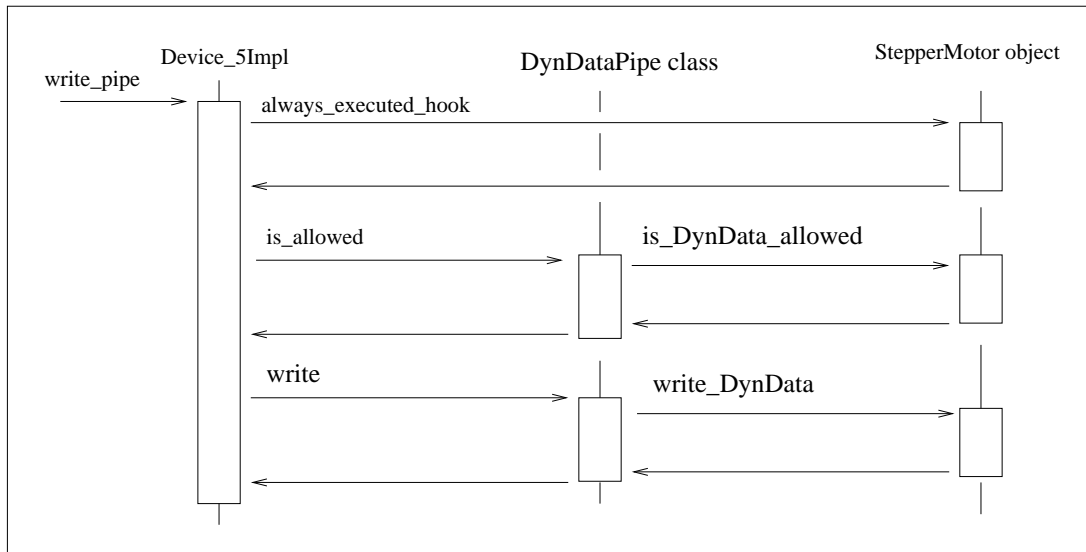 Device_5Impl
DynDataPipe class
StepperMotor object
write_pipe
always_executed_hook
is_allowed
is_DynData_allowed
write
write_DynData